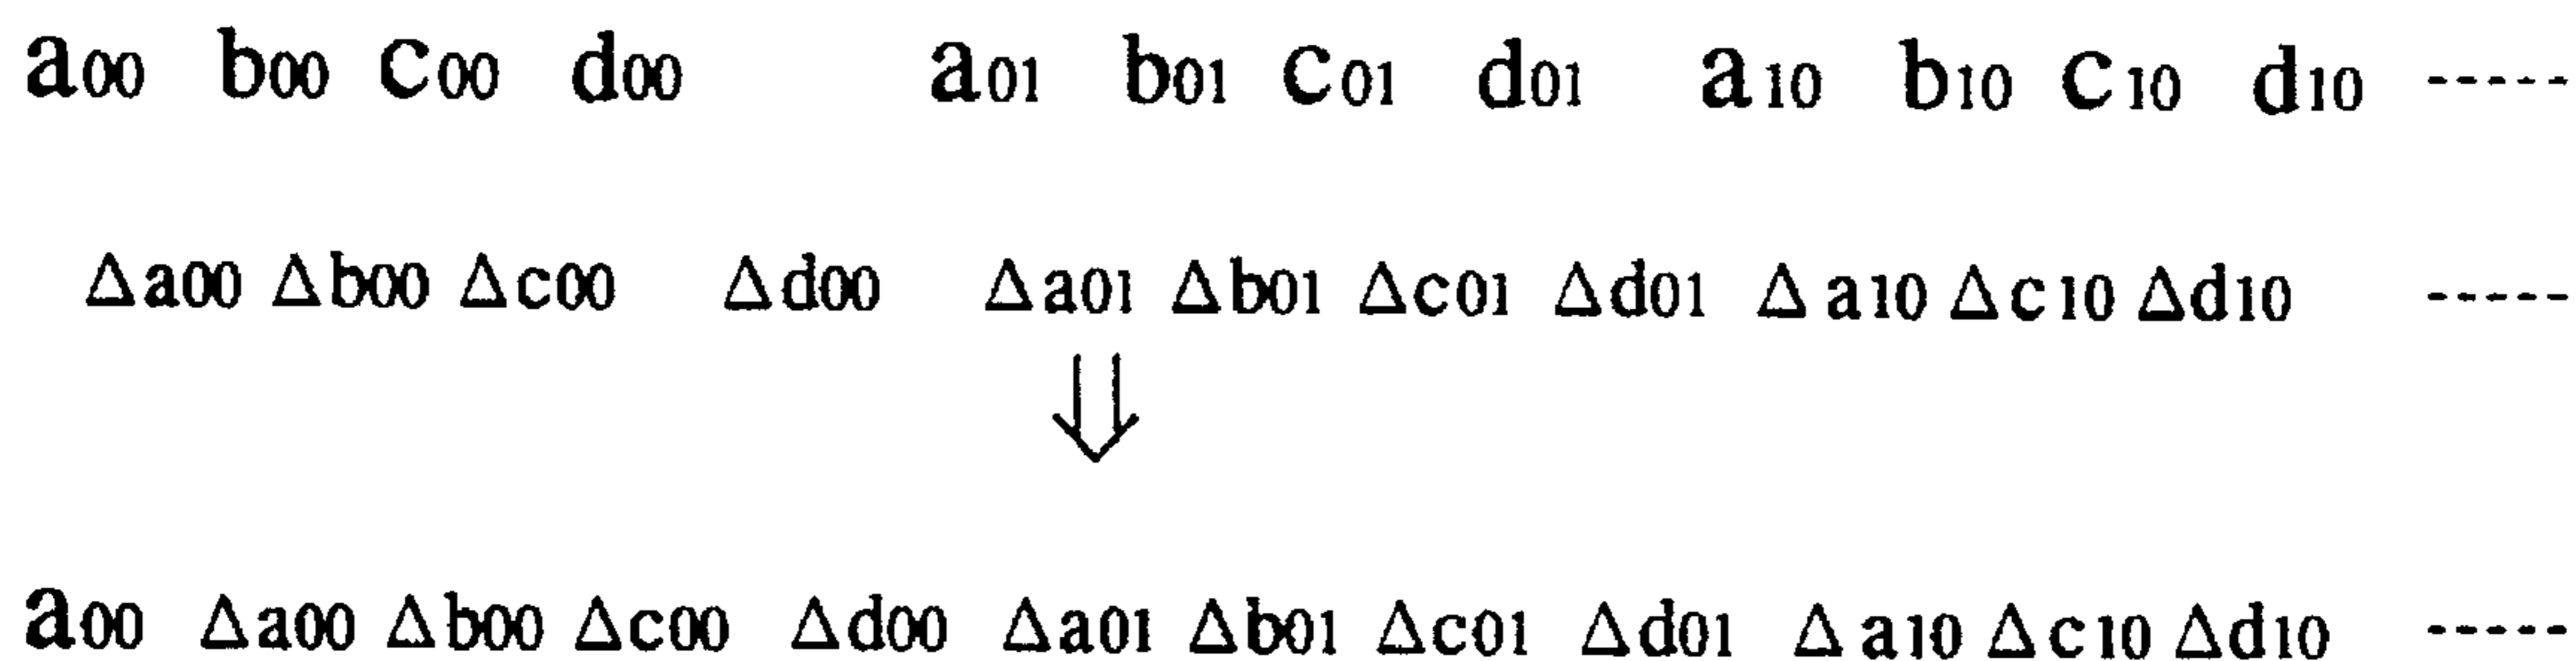 a00 b00 c00 d00 a01 b01 c01 d01 a10 b10 c10 d10 -----
Δa00 Δb00 Δc00 Δd00 Δa01 Δb01 Δc01 Δd01 Δa10 Δc10 Δd10 -----
⇓
a00 Δa00 Δb00 Δc00 Δd00 Δa01 Δb01 Δc01 Δd01 Δa10 Δc10 Δd10 -----